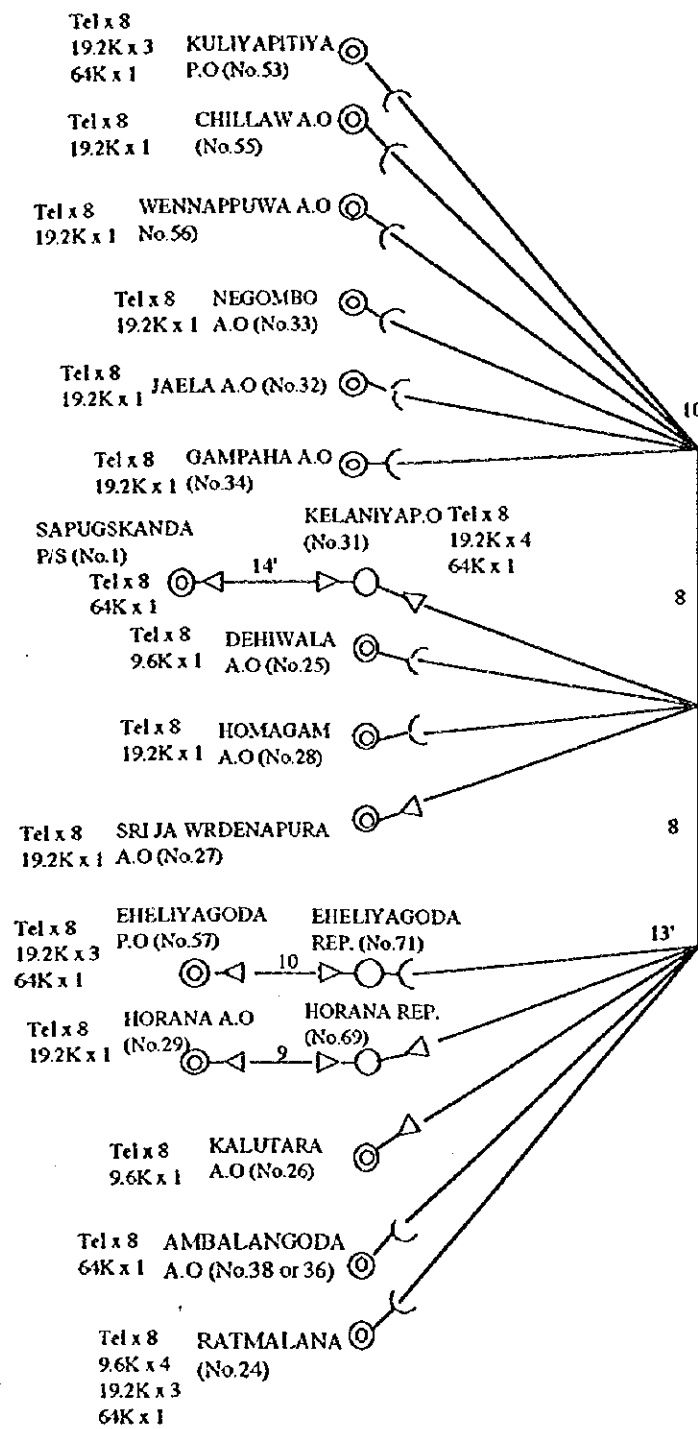 Tel x 8
19.2K x 3 KULIYAPITIYA
64K x 1 P.O (No.53)
Tel x 8 CHILLAW A.O
19.2K x 1 (No.55)
Tel x 8 WENNAPPUWA A.O
19.2K x 1 No.56)
Tel x 8 NEGOMBO
19.2K x 1 A.O (No.33)
Tel x 8
19.2K x 1 JAELA A.O (No.32)
10
Tel x 8 GAMPAHA A.O
19.2K x 1 (No.34)
SAPUGSKANDA
P/S (No.1)
Tel x 8
64K x 1
14'
KELANIYAP.O Tel x 8
(No.31) 19.2K x 4
64K x 1
8
Tel x 8 DEHIWALA
9.6K x 1 A.O (No.25)
Tel x 8 HOMAGAM
19.2K x 1 A.O (No.28)
Tel x 8 SRI JA WRDENAPURA
19.2K x 1 A.O (No.27)
8
Tel x 8 EHELIYAGODA
19.2K x 3 P.O (No.57)
64K x 1
10
EHELIYAGODA
REP. (No.71)
13'
Tel x 8 HORANA A.O
19.2K x 1 (No.29)
9
HORANA REP.
(No.69)
Tel x 8 KALUTARA
9.6K x 1 A.O (No.26)
Tel x 8 AMBALANGODA
64K x 1 A.O (No.38 or 36)
Tel x 8 RATMALANA
9.6K x 4 (No.24)
19.2K x 3
64K x 1